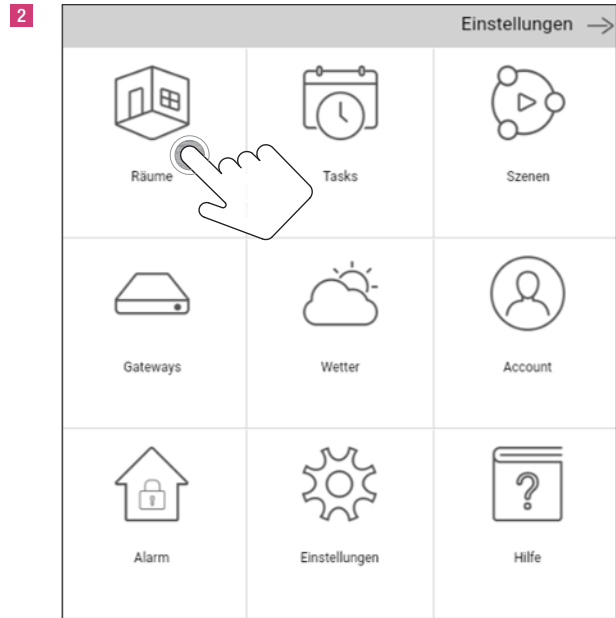 2
Einstellungen
Räume
Tasks
Szenen
Gateways
Wetter
Account
Alarm
Einstellungen
Hilfe